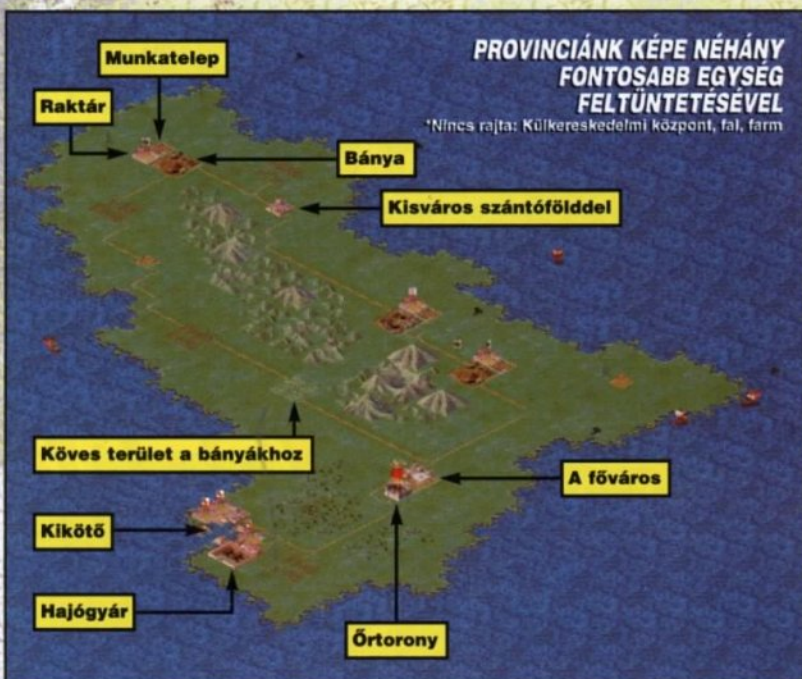 PROVINCIÁNK KÉPE NÉHÁNY
FONTOSABB EGYSÉG
FELTÜNTETÉSÉVEL
*Nincs rajta: Külkereskedelmi központ, fal, farm
Munkatelep
Raktár
Bánya
Kisváros szántófölddel
Köves terület a bányákhoz
A főváros
Kikötő
Hajógyár
Őrtorony